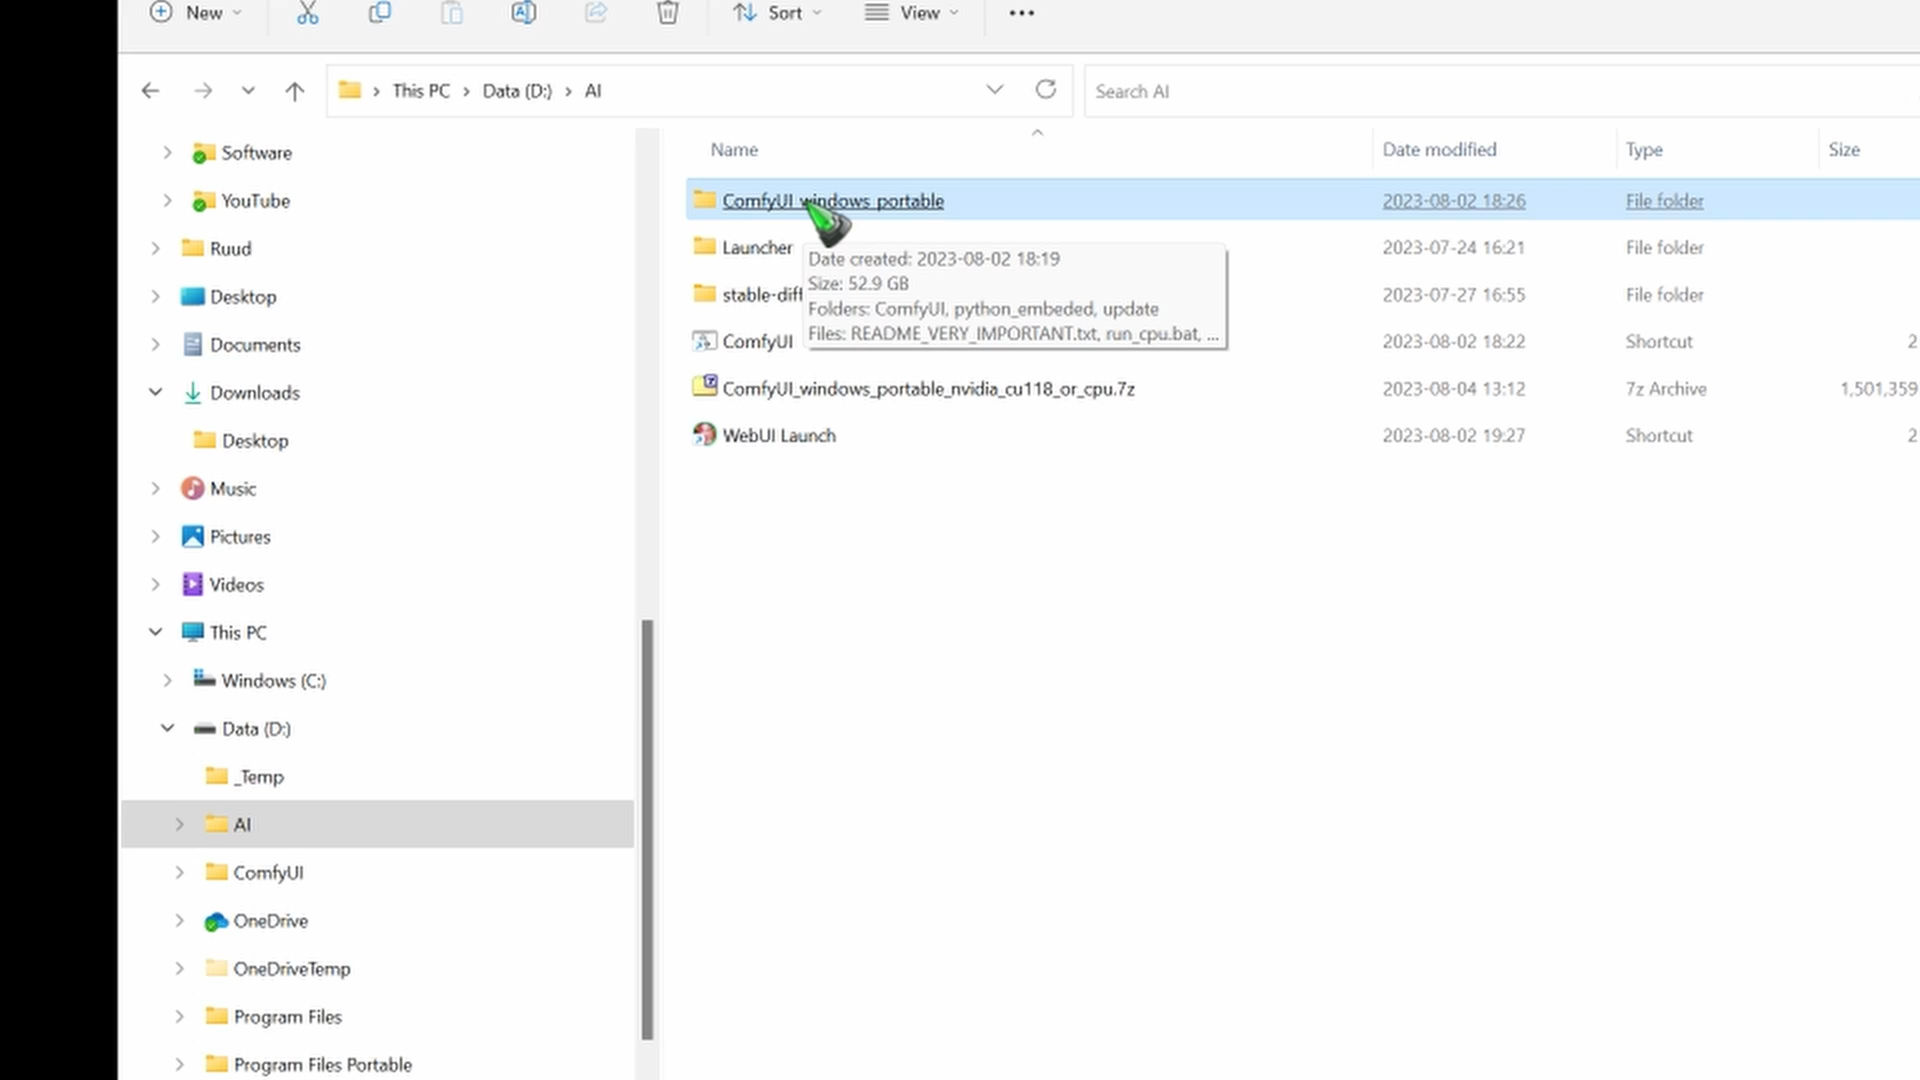 New
Sort
View
This PC > Data (D:) > AI
Search AI
Software
YouTube
Ruud
Desktop
Documents
Downloads
Desktop
Music
Pictures
Videos
This PC
Windows (C:)
Data (D:)
_Temp
AI
ComfyUI
OneDrive
OneDriveTemp
Program Files
Program Files Portable
Name Date modified Type Size
ComfyUI_windows_portable 2023-08-02 18:26 File folder
Launcher 2023-07-24 16:21 File folder
stable-diff 2023-07-27 16:55 File folder
ComfyUI 2023-08-02 18:22 Shortcut 2
ComfyUI_windows_portable_nvidia_cu118_or_cpu.7z 2023-08-04 13:12 7z Archive 1,501,359
WebUI Launch 2023-08-02 19:27 Shortcut 2
Date created: 2023-08-02 18:19
Size: 52.9 GB
Folders: ComfyUI, python_embeded, update
Files: README_VERY_IMPORTANT.txt, run_cpu.bat, ...